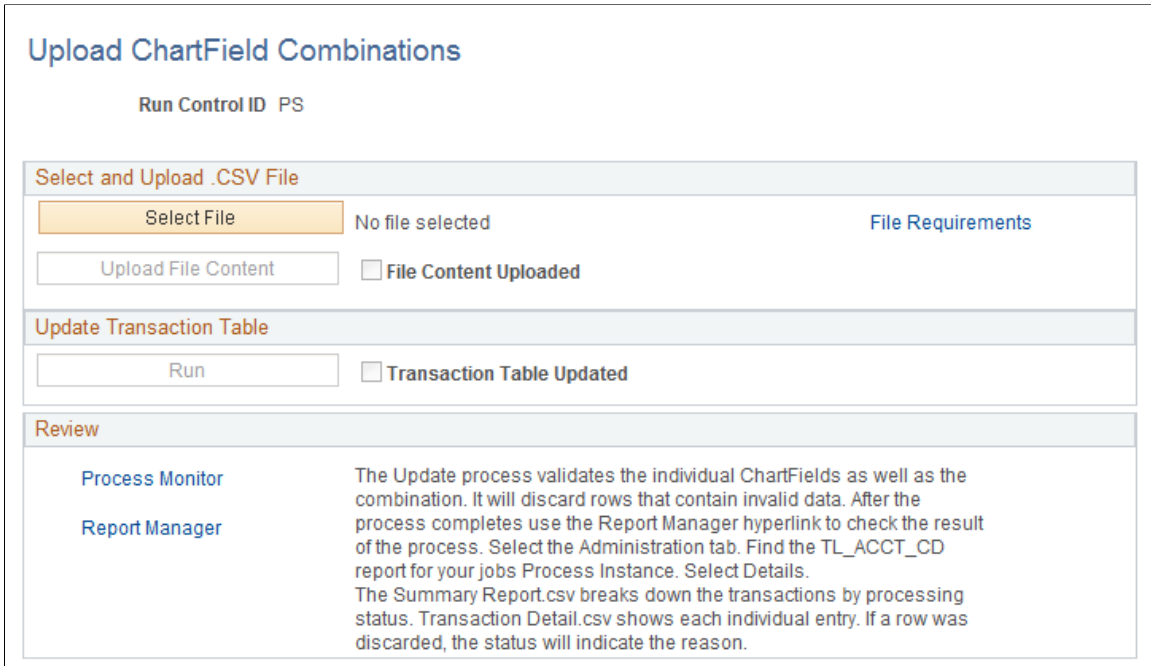 Upload ChartField Combinations
Run Control ID PS
Select and Upload .CSV File
Select File No file selected File Requirements
Upload File Content File Content Uploaded
Update Transaction Table
Run Transaction Table Updated
Review
Process Monitor
Report Manager
The Update process validates the individual ChartFields as well as the
combination. It will discard rows that contain invalid data. After the
process completes use the Report Manager hyperlink to check the result
of the process. Select the Administration tab. Find the TL_ACCT_CD
report for your jobs Process Instance. Select Details.
The Summary Report.csv breaks down the transactions by processing
status. Transaction Detail.csv shows each individual entry. If a row was
discarded, the status will indicate the reason.